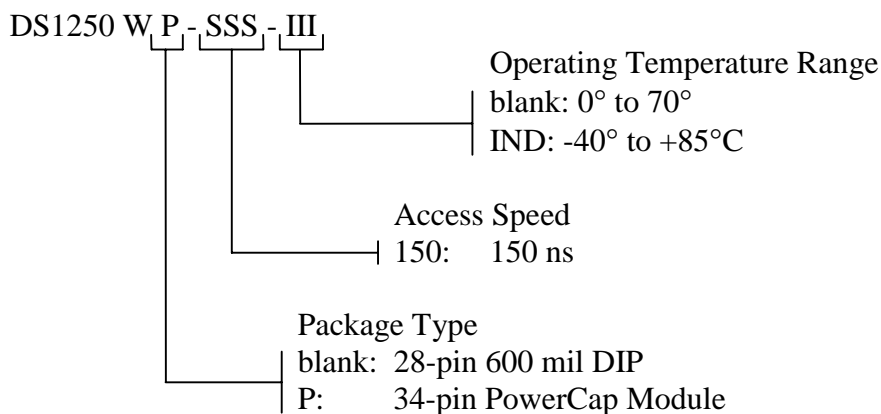 DS1250 W P - SSS - III
Operating Temperature Range
blank: 0° to 70°
IND: -40° to +85°C
Access Speed
150: 150 ns
Package Type
blank: 28-pin 600 mil DIP
P: 34-pin PowerCap Module